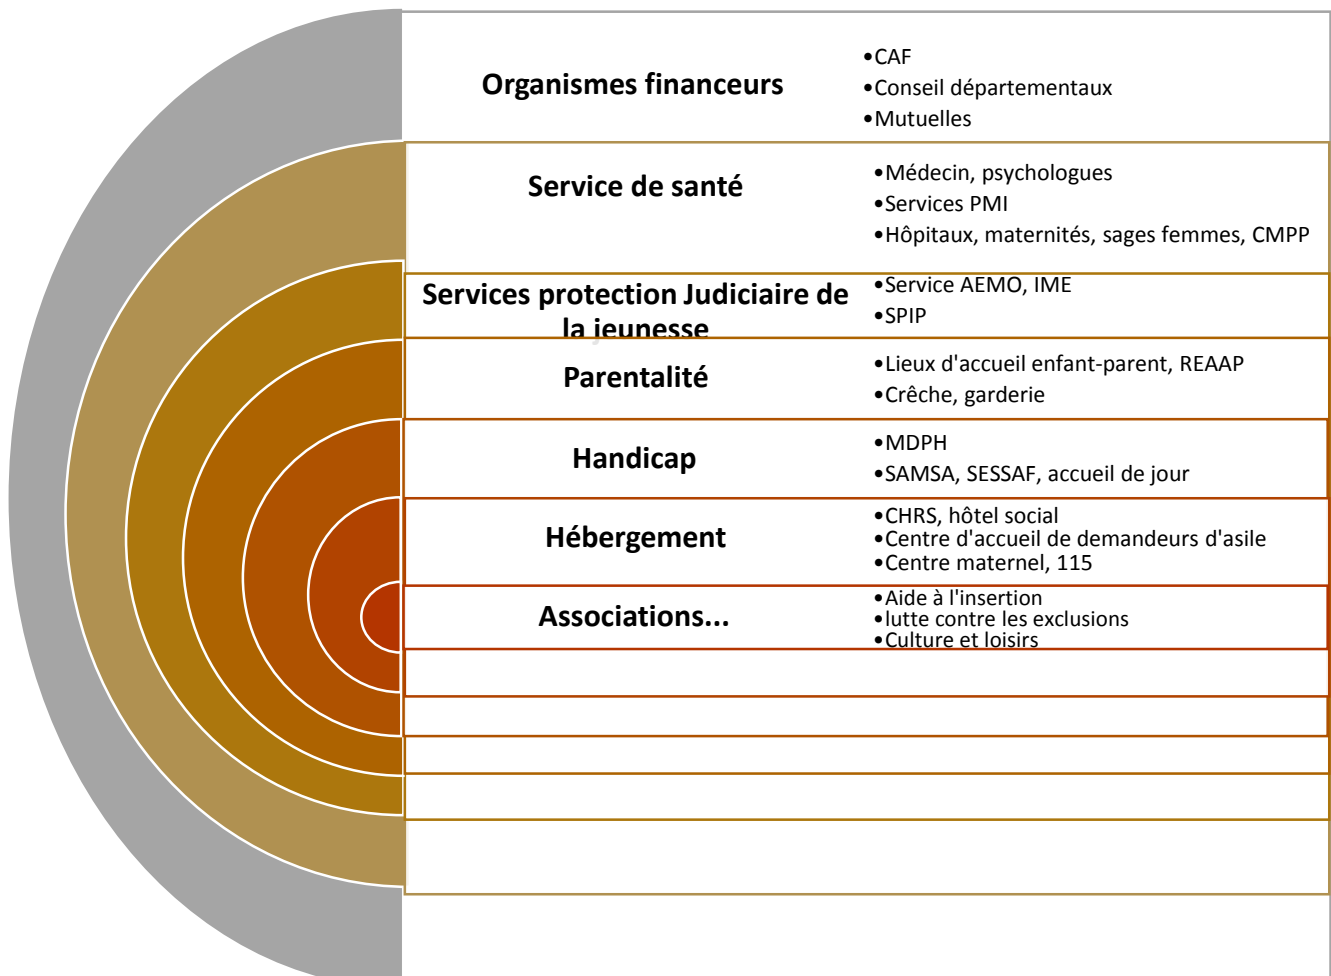 Organismes financeurs
•CAF
•Conseil départementaux
•Mutuelles
Service de santé
•Médecin, psychologues
•Services PMI
•Hôpitaux, maternités, sages femmes, CMPP
Services protection Judiciaire de
la jeunesse
•Service AEMO, IME
•SPIP
Parentalité
•Lieux d'accueil enfant-parent, REAAP
•Crêche, garderie
Handicap
•MDPH
•SAMSA, SESSAF, accueil de jour
Hébergement
•CHRS, hôtel social
•Centre d'accueil de demandeurs d'asile
•Centre maternel, 115
Associations...
•Aide à l'insertion
•lutte contre les exclusions
•Culture et loisirs